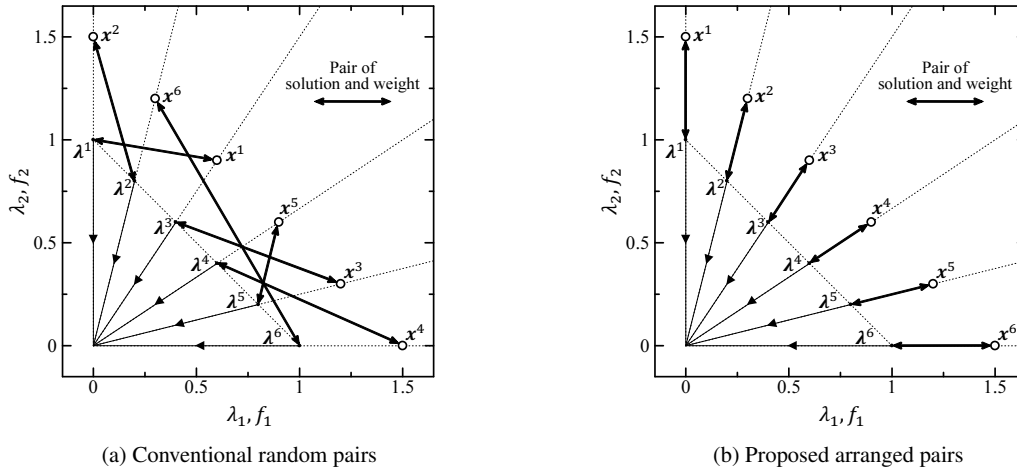 1.5
1
0.5
0
0
0.5
1
1.5
λ₂, f₂
λ₁, f₁
x²
x⁶
x¹
x⁵
x³
x⁴
λ¹
λ²
λ³
λ⁴
λ⁵
λ⁶
Pair of
solution and weight
(a) Conventional random pairs
1.5
1
0.5
0
0
0.5
1
1.5
λ₂, f₂
λ₁, f₁
x¹
x²
x³
x⁴
x⁵
x⁶
λ¹
λ²
λ³
λ⁴
λ⁵
λ⁶
Pair of
solution and weight
(b) Proposed arranged pairs